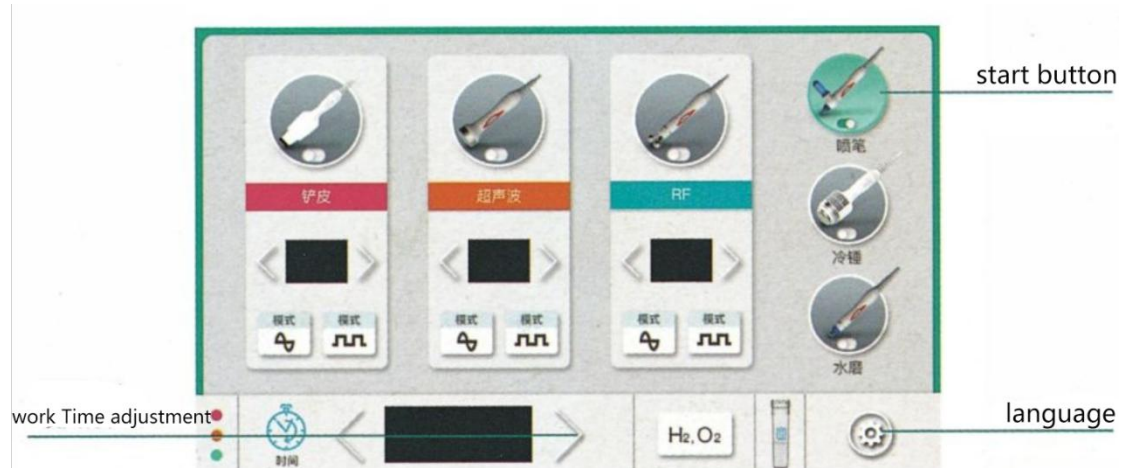 start button
喷笔
铲皮
超声波
RF
冷锤
模式
模式
模式
模式
模式
模式
水磨
work Time adjustment
时间
H₂,O₂
language